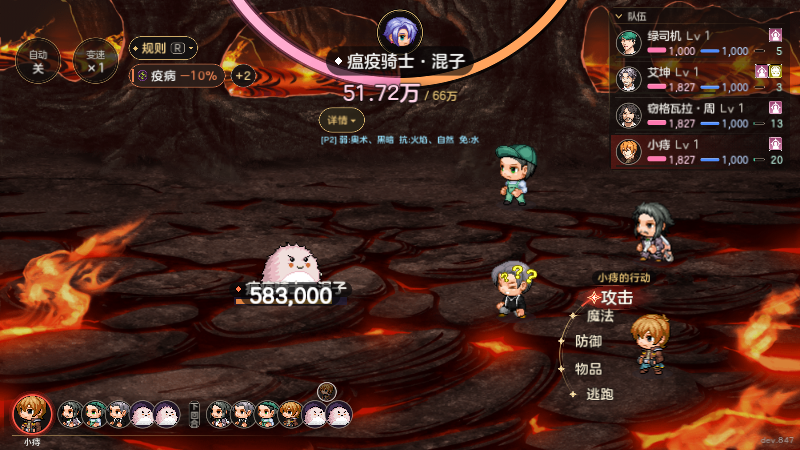 自动
关
变速
×1
规则 R
疫病 −10%
+2
瘟疫骑士·混子
51.72万 / 66万
详情
[P2] 弱:奥术、黑暗 抗:火焰、自然 免:水
队伍
绿司机 Lv 1
1,000 1,000 5
艾坤 Lv 1
1,827 1,000 3
窃格瓦拉·周 Lv 1
1,827 1,000 13
小痔 Lv 1
1,827 1,000 20
583,000
???
小痔的行动
攻击
魔法
防御
物品
逃跑
小痔
下回合
dev.847